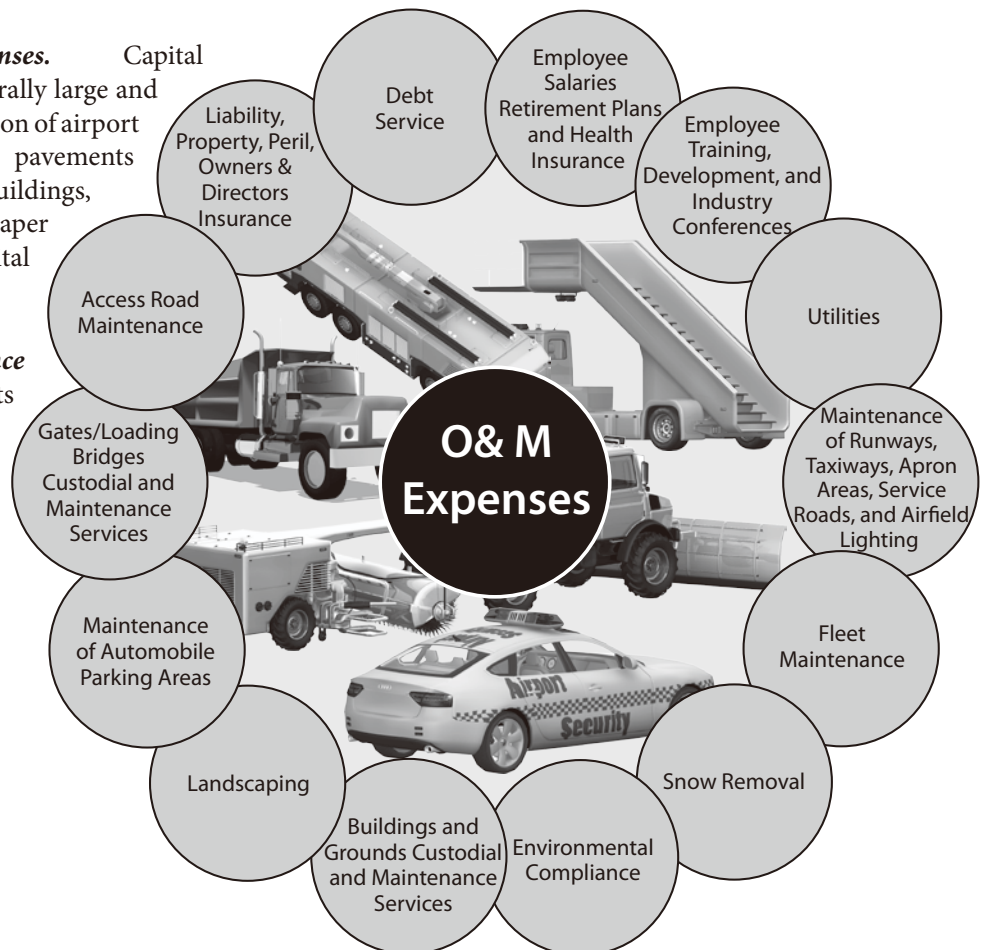 nses. Capital
rally large and
on of airport
pavements
uildings,
aper
tal
nce
ts
Debt
Service
Employee
Salaries
Retirement Plans
and Health
Insurance
Employee
Training,
Development, and
Industry
Conferences
Utilities
Maintenance
of Runways,
Taxiways, Apron
Areas, Service
Roads, and Airfield
Lighting
Fleet
Maintenance
Snow Removal
Environmental
Compliance
Buildings and
Grounds Custodial
and Maintenance
Services
Landscaping
Maintenance
of Automobile
Parking Areas
Gates/Loading
Bridges
Custodial and
Maintenance
Services
Access Road
Maintenance
Liability,
Property, Peril,
Owners &
Directors
Insurance
O& M
Expenses
Airport
Security